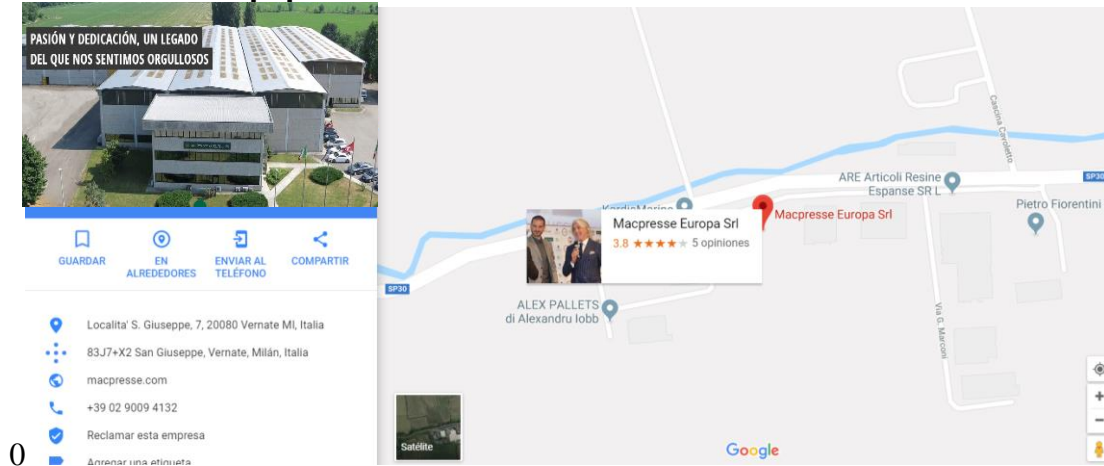 PASIÓN Y DEDICACIÓN, UN LEGADO
DEL QUE NOS SENTIMOS ORGULLOSOS
GUARDAR
EN
ALREDEDORES
ENVIAR AL
TELÉFONO
COMPARTIR
Localita' S. Giuseppe, 7, 20080 Vernate MI, Italia
83J7+X2 San Giuseppe, Vernate, Milán, Italia
macpresse.com
+39 02 9009 4132
Reclamar esta empresa
Agregar una etiqueta
0
Cascina Cavoletto
ARE Articoli Resine
Espanse SR L
SP30
Pietro Fiorentini
Macpresse Europa Srl
Macpresse Europa Srl
3.8 5 opiniones
SP30
ALEX PALLETS
di Alexandru Iobb
Via G. Marconi
Satélite
Google